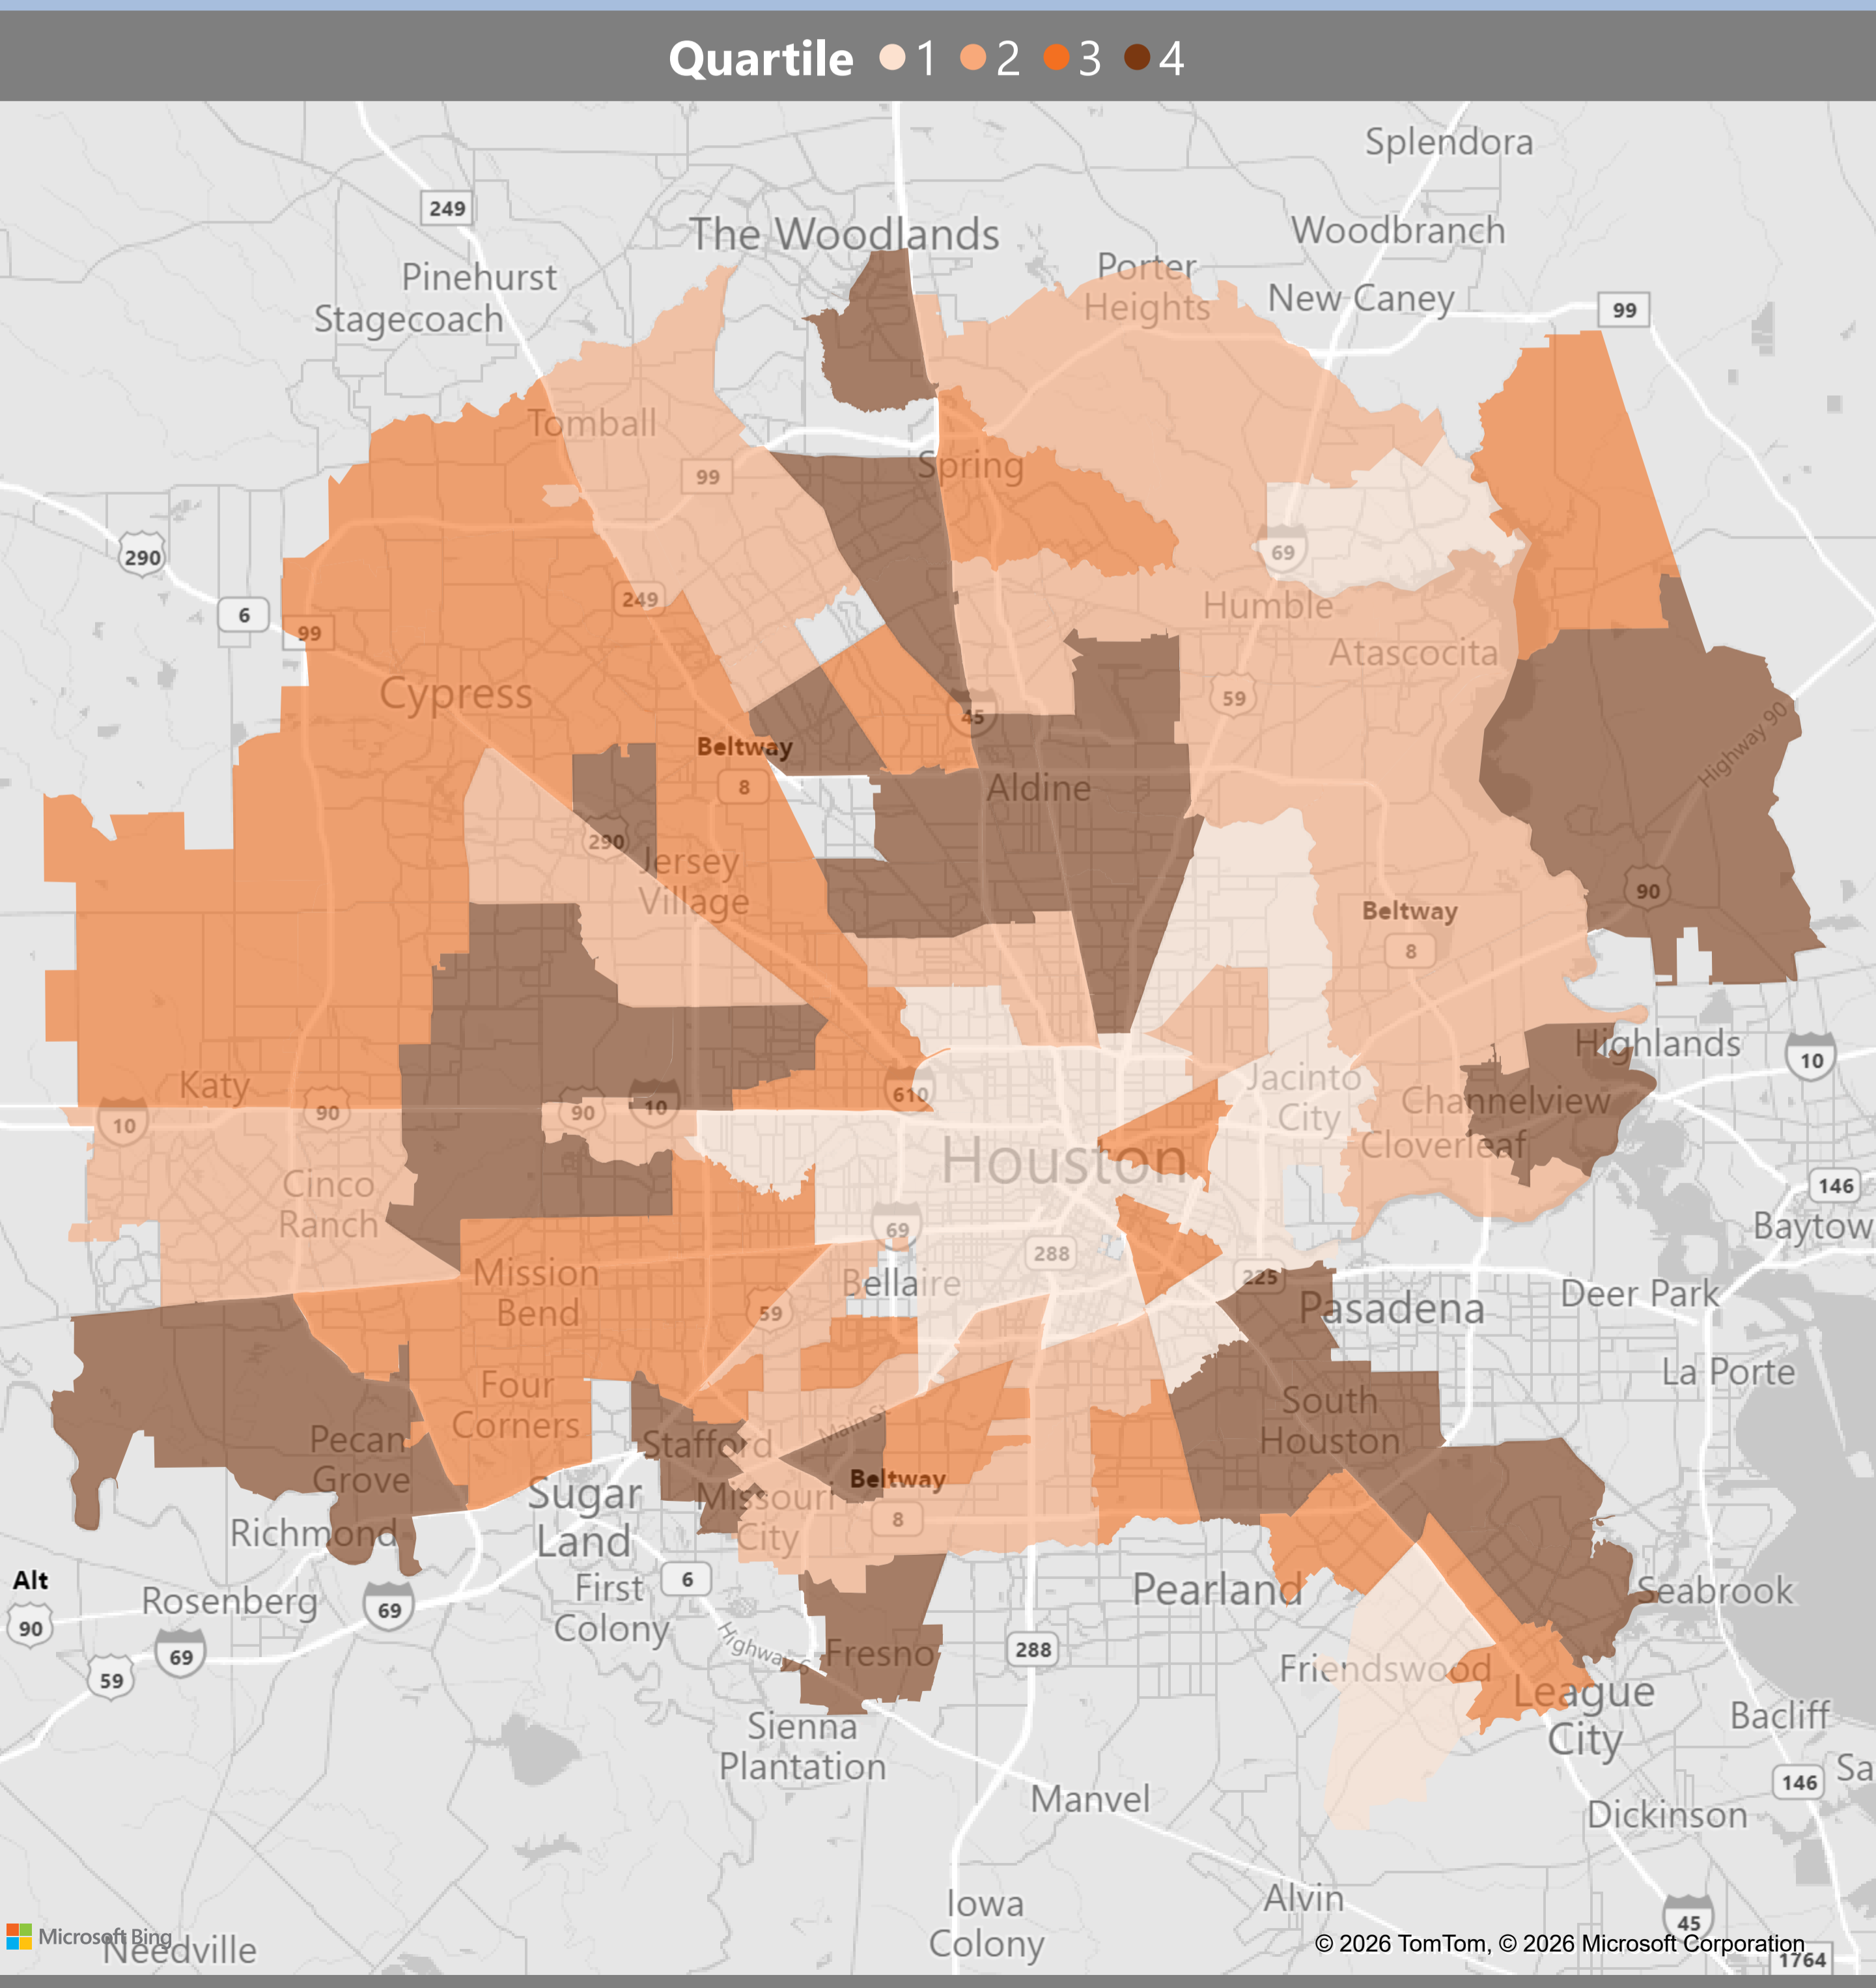 Quartile 1 2 3 4
Splendora
249
The Woodlands
Woodbranch
Pinehurst
Porter
Heights
New Caney
Stagecoach
99
Tomball
Spring
99
290
69
249
Humble
6
99
Atascocita
Cypress
59
45
Highway 90
Beltway
8
Aldine
290
Jersey
Village
90
Beltway
8
Highlands
10
Katy
610
Jacinto
City
90
90
10
10
Channelview
Cloverleaf
Houston
Cinco
Ranch
146
69
Baytow
288
Mission
Bend
Bellaire
225
Deer Park
59
Pasadena
La Porte
Four
Corners
South
Houston
Main St
Pecan
Grove
Stafford
Beltway
8
Sugar
Land
Missouri
City
Richmond
Alt
90
Rosenberg
69
6
First
Colony
Pearland
Seabrook
69
59
Highway 6
Fresno
288
Friendswood
League
City
Bacliff
Sienna
Plantation
Sa
146
Manvel
Dickinson
Iowa
Colony
Alvin
45
Microsoft Bing
Needville
© 2026 TomTom, © 2026 Microsoft Corporation
1764